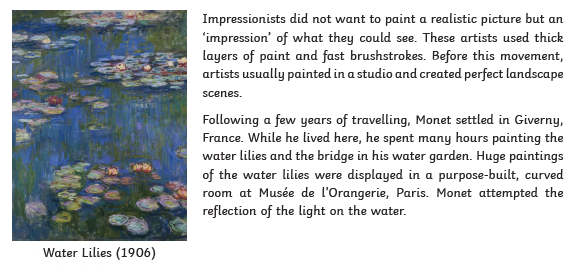 Impressionists did not want to paint a realistic picture but an
'impression' of what they could see. These artists used thick
layers of paint and fast brushstrokes. Before this movement,
artists usually painted in a studio and created perfect landscape
scenes.
Following a few years of travelling, Monet settled in Giverny,
France. While he lived here, he spent many hours painting the
water lilies and the bridge in his water garden. Huge paintings
of the water lilies were displayed in a purpose-built, curved
room at Musée de l'Orangerie, Paris. Monet attempted the
reflection of the light on the water.
Water Lilies (1906)